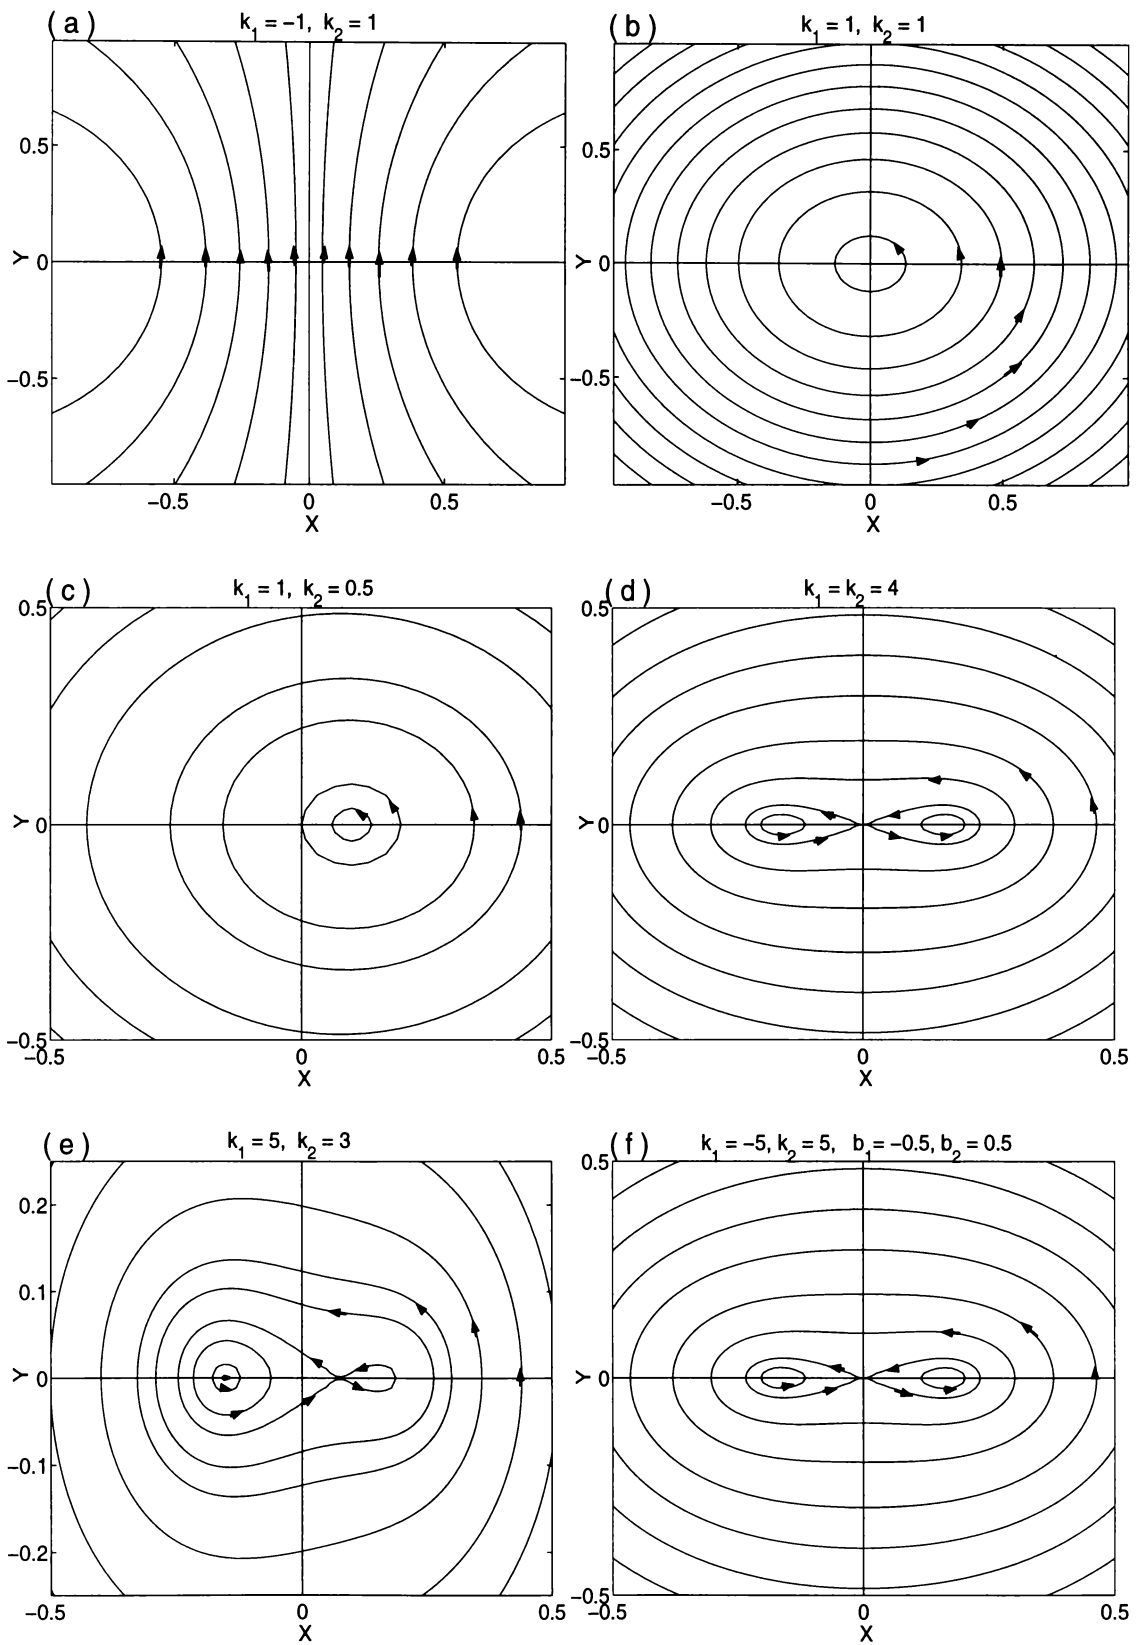 (a) k1 = −1, k2 = 1
0.5
Y 0
−0.5
−0.5 0 0.5
X
(b) k1 = 1, k2 = 1
0.5
Y 0
−0.5
−0.5 0 0.5
X
(c) k1 = 1, k2 = 0.5
0.5
Y 0
−0.5
−0.5 0 0.5
X
(d) k1 = k2 = 4
0.5
Y 0
−0.5
−0.5 0 0.5
X
(e) k1 = 5, k2 = 3
0.2
0.1
Y 0
−0.1
−0.2
−0.5 0 0.5
X
(f) k1 = −5, k2 = 5, b1 = −0.5, b2 = 0.5
0.5
Y 0
−0.5
−0.5 0 0.5
X